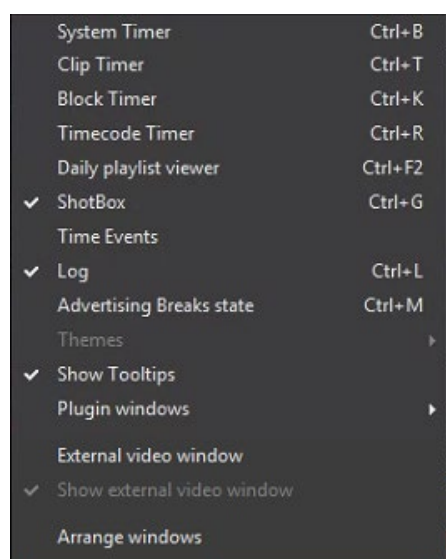 System Timer Ctrl+B
Clip Timer Ctrl+T
Block Timer Ctrl+K
Timecode Timer Ctrl+R
Daily playlist viewer Ctrl+F2
ShotBox Ctrl+G
Time Events
Log Ctrl+L
Advertising Breaks state Ctrl+M
Themes
Show Tooltips
Plugin windows
External video window
Show external video window
Arrange windows